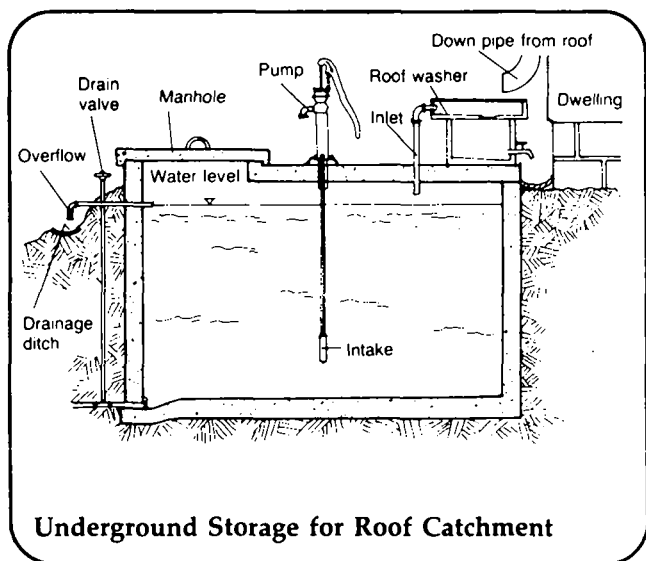 Down pipe from roof
Pump
Roof washer
Drain
valve
Manhole
Dwelling
Inlet
Overflow
Water level
Drainage
ditch
Intake
Underground Storage for Roof Catchment